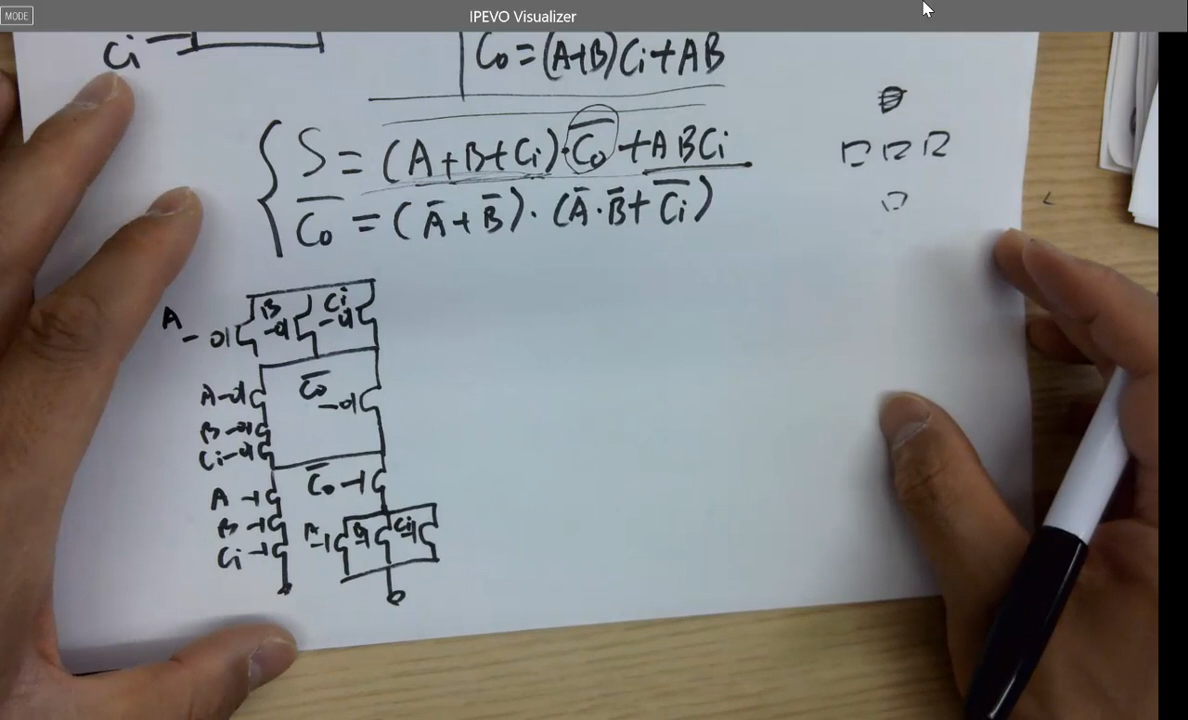 MODE
IPEVO Visualizer
Ci
Co = (A+B)Ci + AB
S = (A+B+Ci)·C̅o̅ + ABCi
C̅o̅ = (A̅+B̅)·(A̅·B̅+C̅i̅)
A B Ci
A C̅o̅
B
Ci
A C̅o̅
B A B Ci
Ci